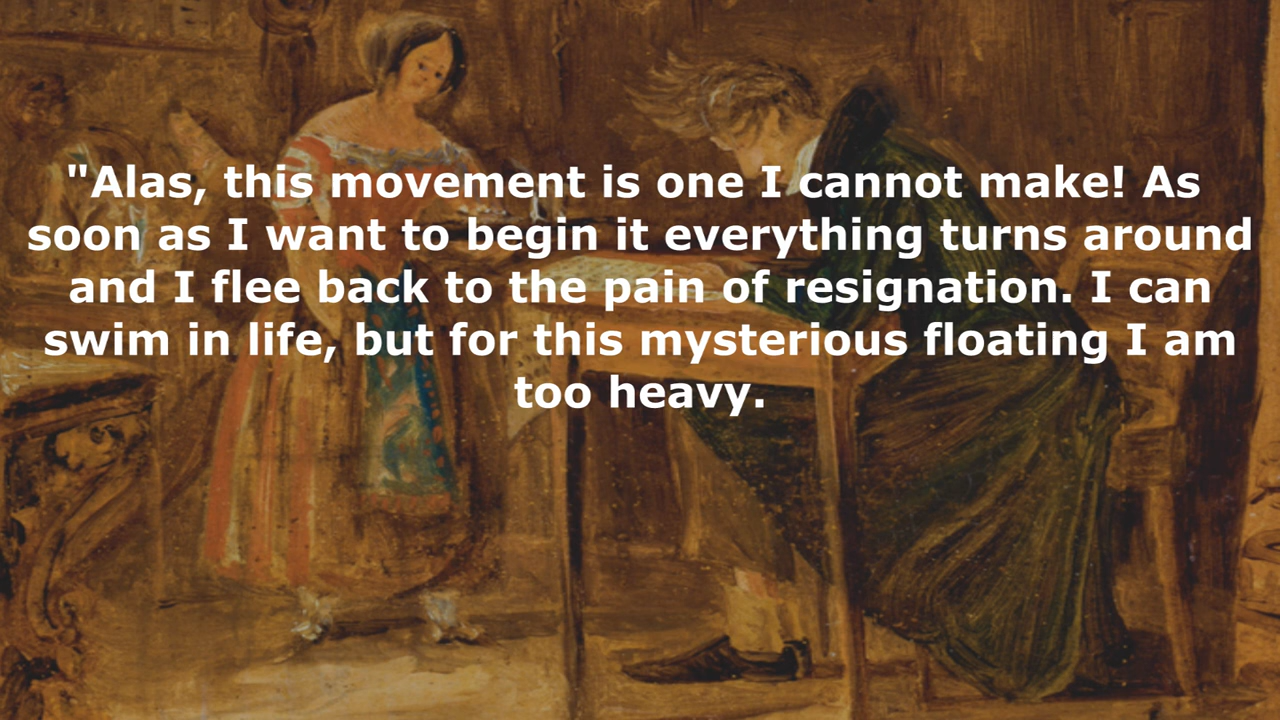 "Alas, this movement is one I cannot make! As
soon as I want to begin it everything turns around
and I flee back to the pain of resignation. I can
swim in life, but for this mysterious floating I am
too heavy.